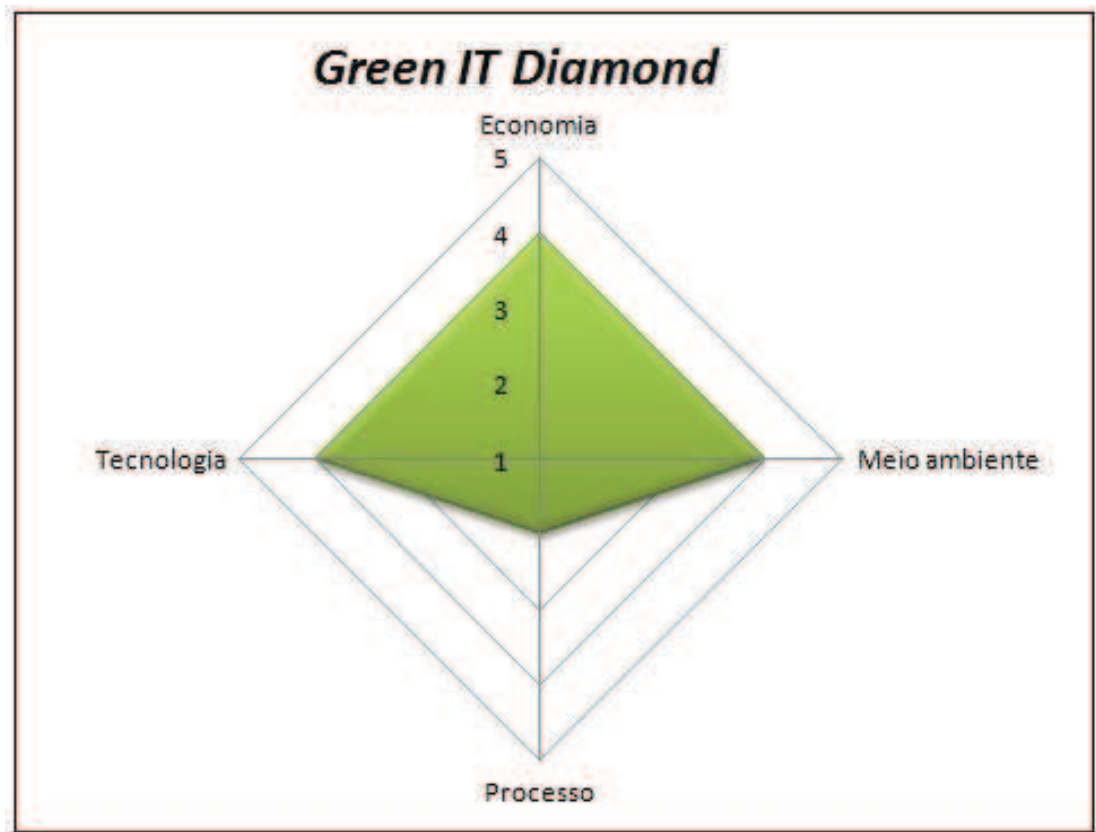 Green IT Diamond
Economia
5
4
3
2
1
Tecnologia
Meio ambiente
Processo